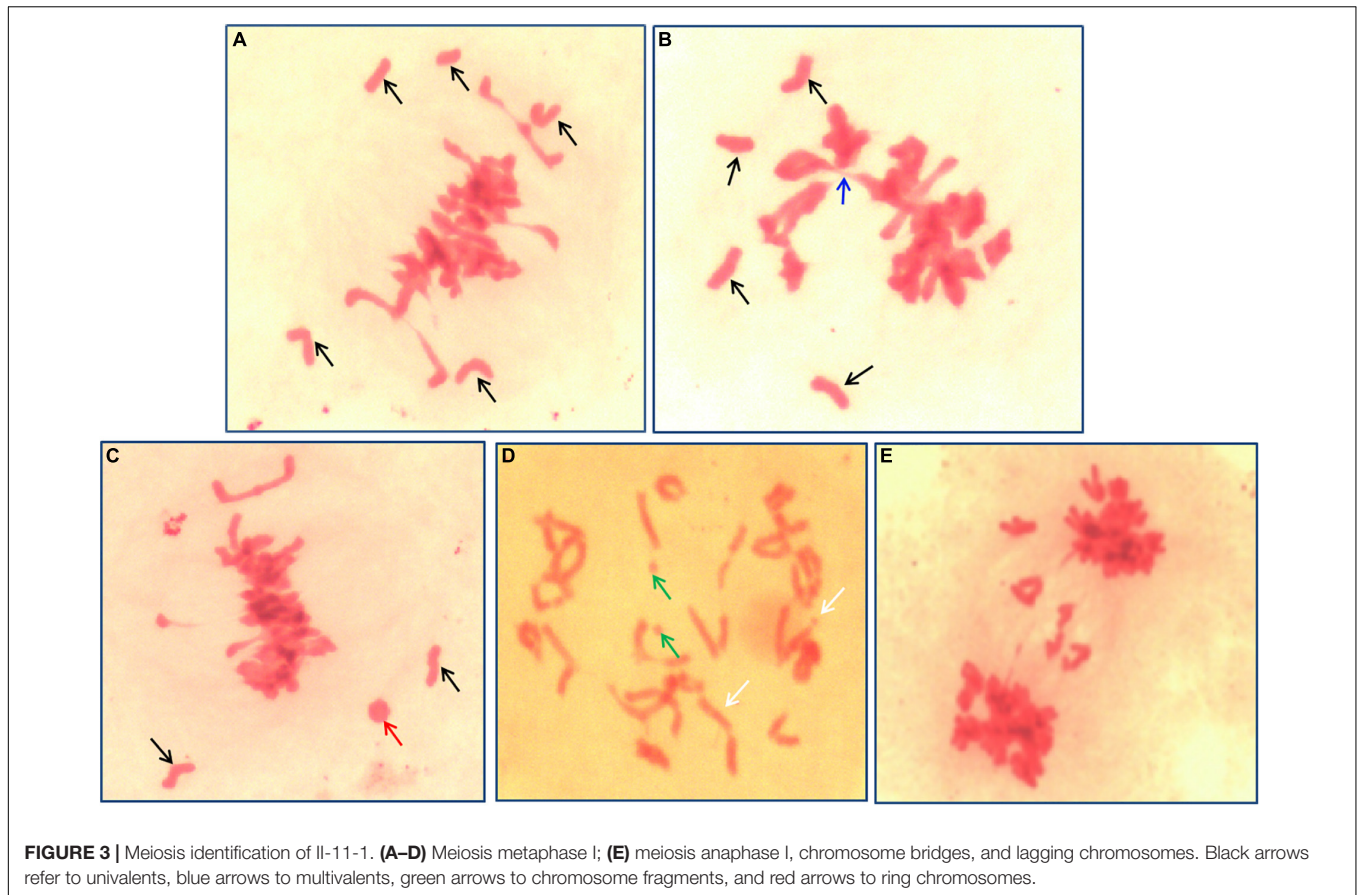 A
B
C
D
E
FIGURE 3 | Meiosis identification of II-11-1. (A–D) Meiosis metaphase I; (E) meiosis anaphase I, chromosome bridges, and lagging chromosomes. Black arrows
refer to univalents, blue arrows to multivalents, green arrows to chromosome fragments, and red arrows to ring chromosomes.